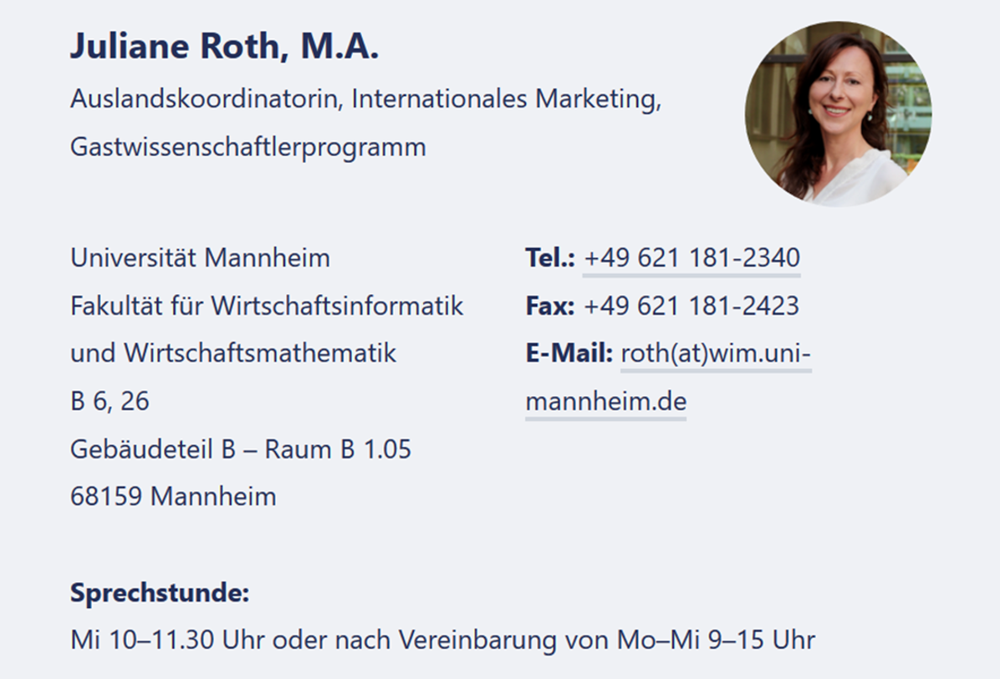 Juliane Roth, M.A.
Auslandskoordinatorin, Internationales Marketing,
Gastwissenschaftlerprogramm
Universität Mannheim
Fakultät für Wirtschaftsinformatik
und Wirtschaftsmathematik
B 6, 26
Gebäudeteil B – Raum B 1.05
68159 Mannheim
Tel.: +49 621 181-2340
Fax: +49 621 181-2423
E-Mail: roth(at)wim.uni-
mannheim.de
Sprechstunde:
Mi 10–11.30 Uhr oder nach Vereinbarung von Mo–Mi 9–15 Uhr